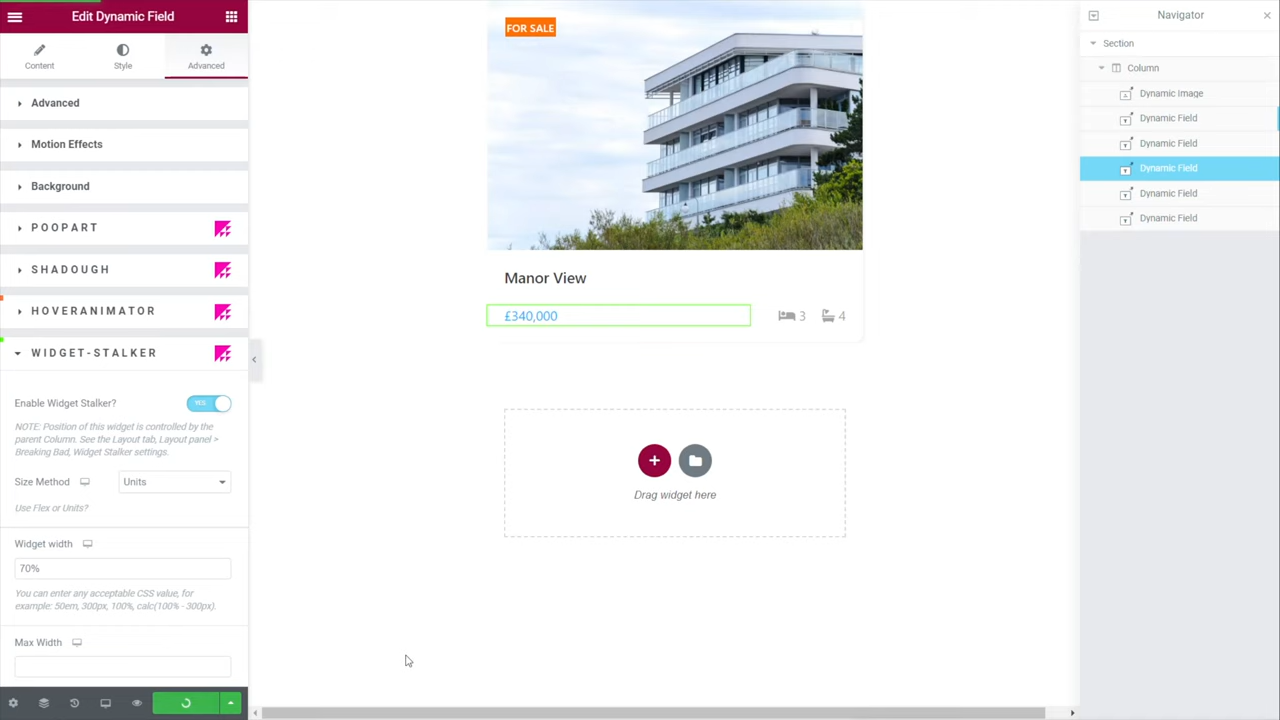 Edit Dynamic Field
Content
Style
Advanced
Advanced
Motion Effects
Background
POOPART
SHADOUGH
HOVERANIMATOR
WIDGET-STALKER
Enable Widget Stalker?
YES
NOTE: Position of this widget is controlled by the
parent Column. See the Layout tab, Layout panel >
Breaking Bad, Widget Stalker settings.
Size Method
Units
Use Flex or Units?
Widget width
70%
You can enter any acceptable CSS value, for
example: 50em, 300px, 100%, calc(100% - 300px).
Max Width
FOR SALE
Manor View
£340,000
3
4
Drag widget here
Navigator
Section
Column
Dynamic Image
Dynamic Field
Dynamic Field
Dynamic Field
Dynamic Field
Dynamic Field